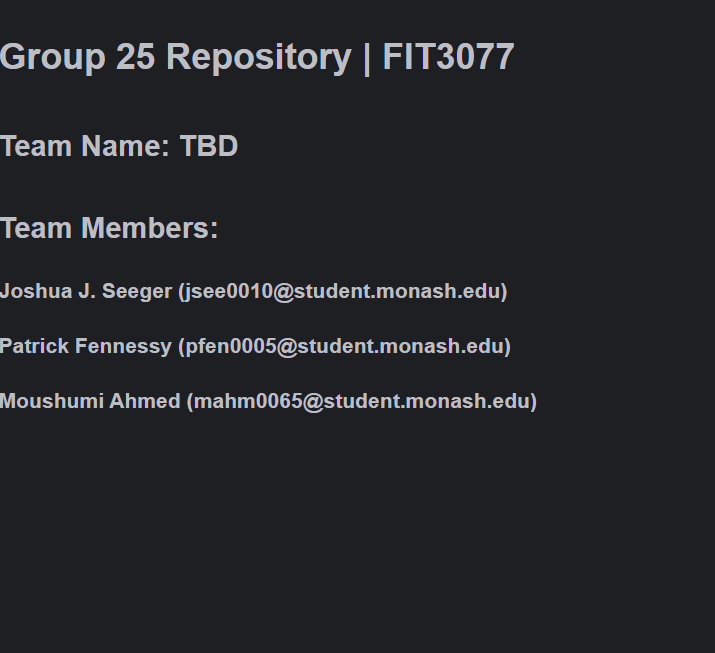 Group 25 Repository | FIT3077
Team Name: TBD
Team Members:
Joshua J. Seeger (jsee0010@student.monash.edu)
Patrick Fennessy (pfen0005@student.monash.edu)
Moushumi Ahmed (mahm0065@student.monash.edu)